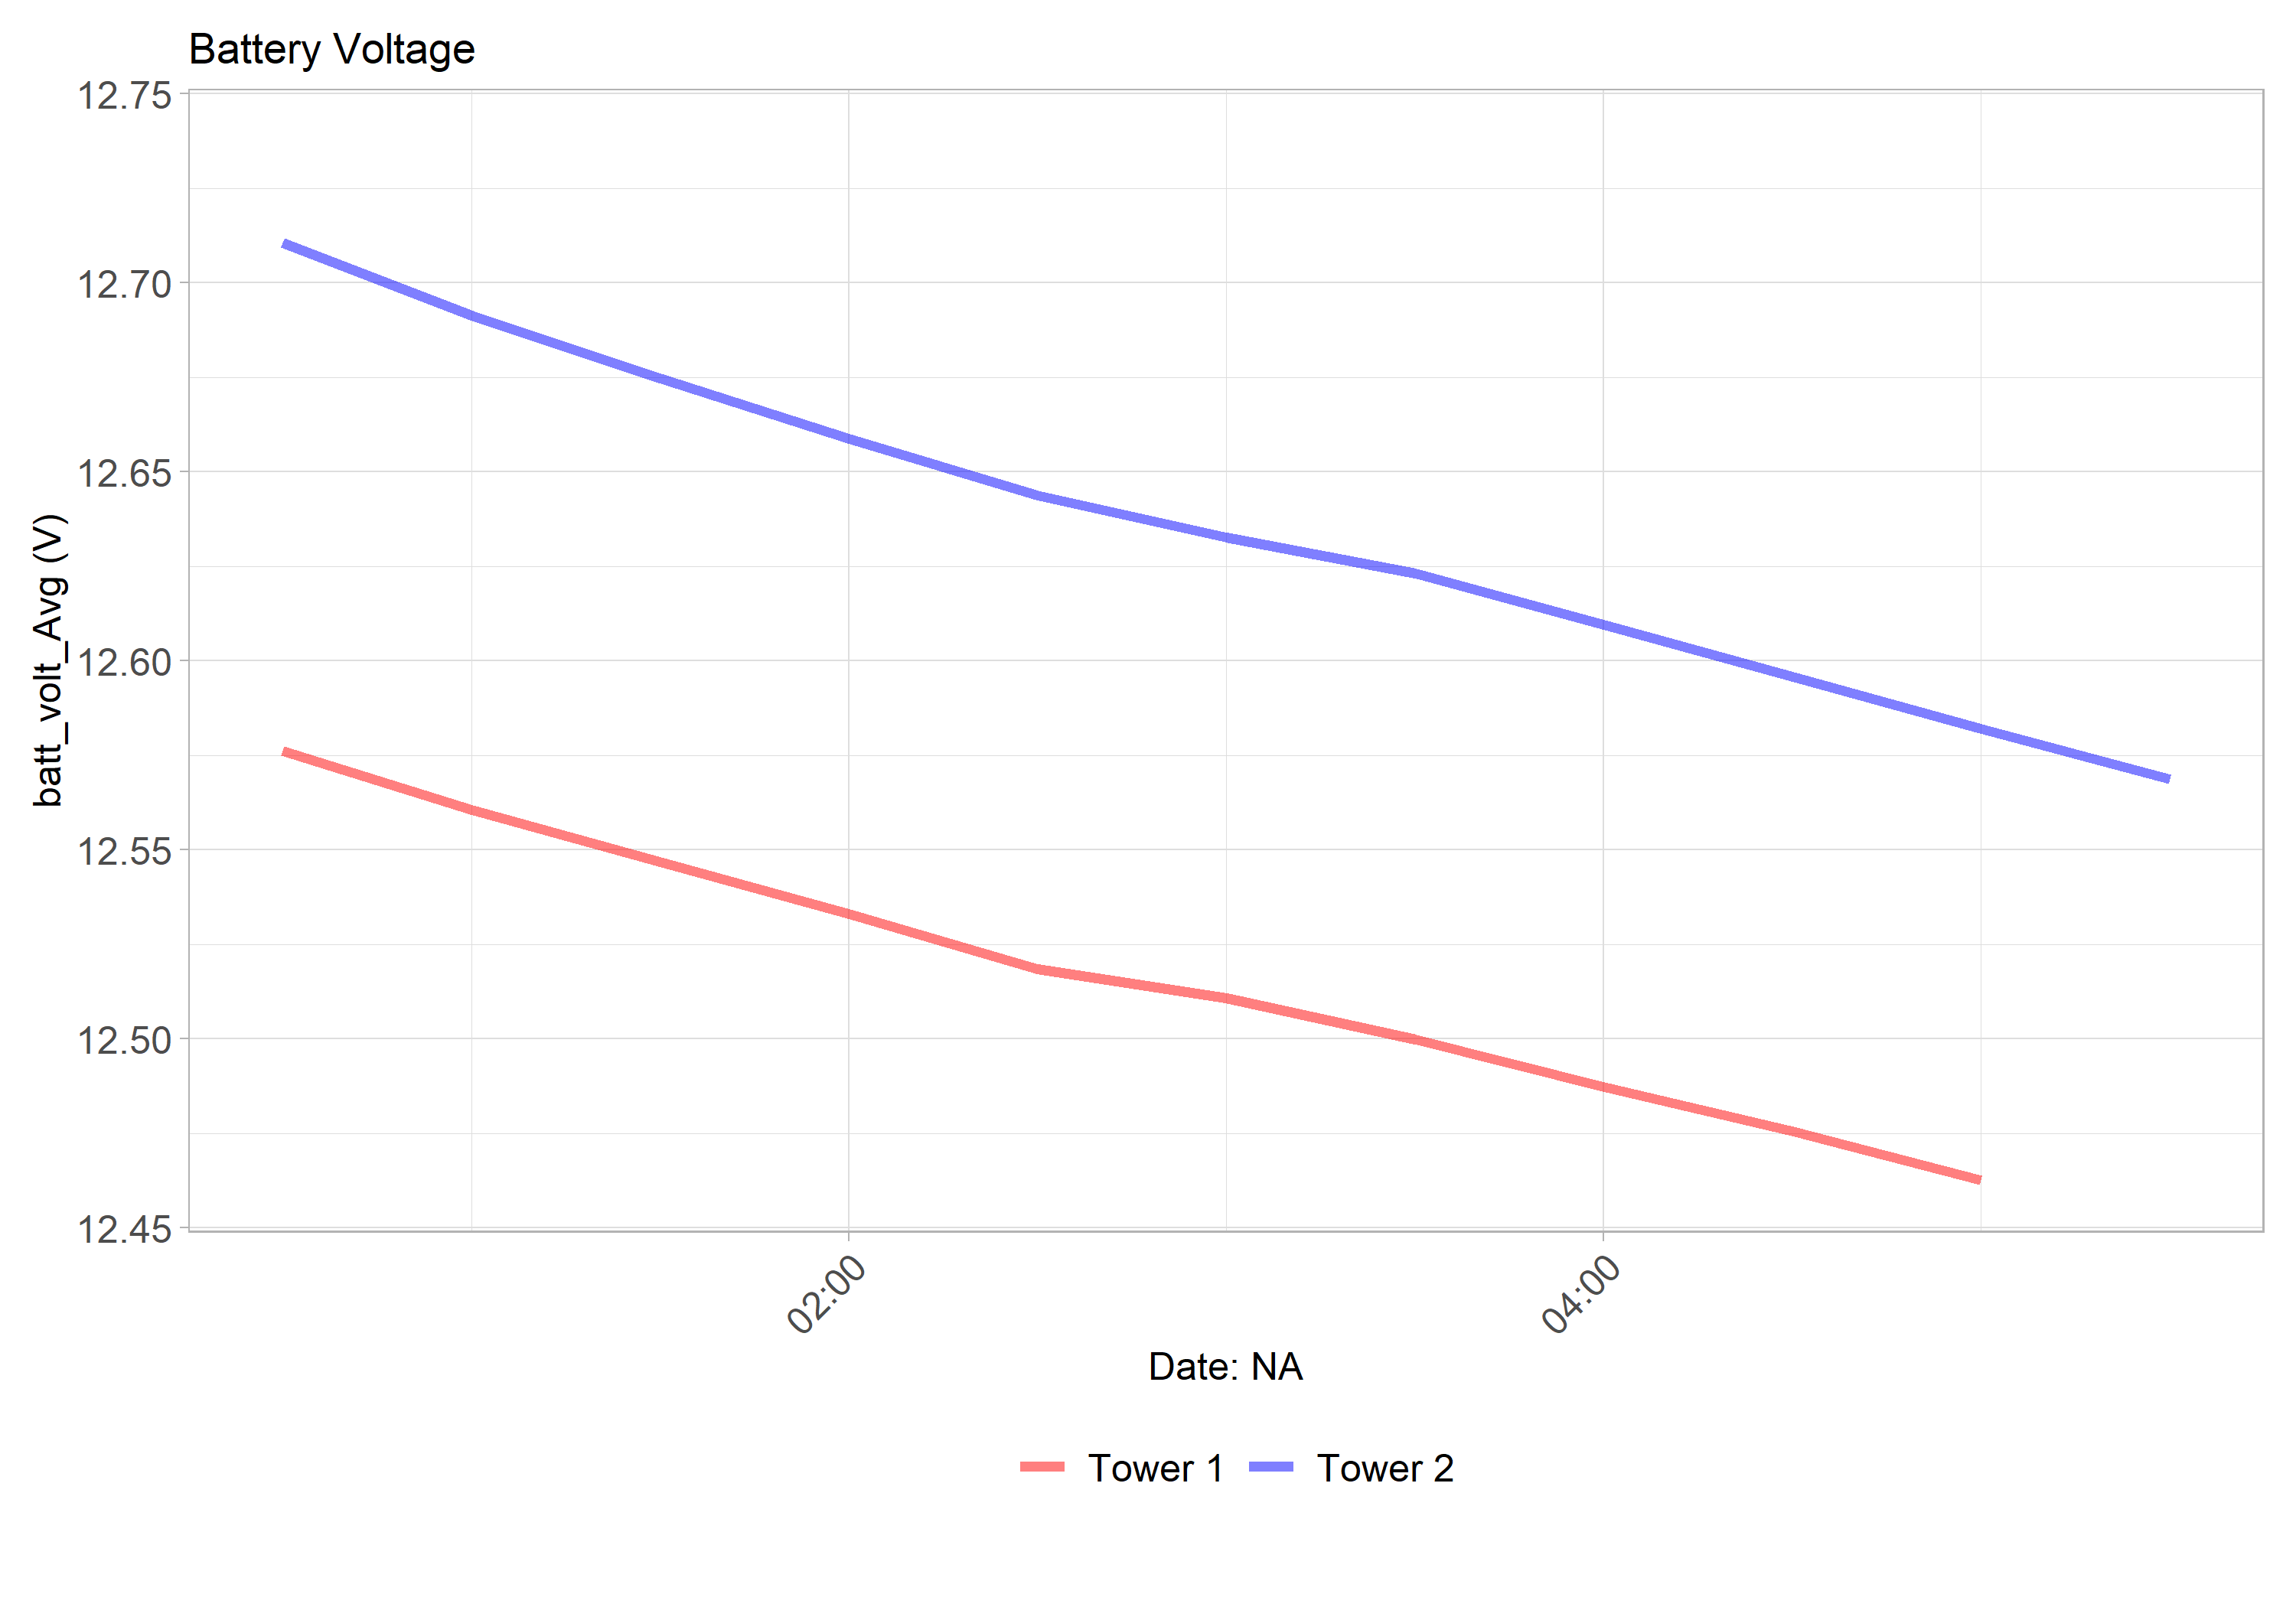 Battery Voltage
batt_volt_Avg (V)
12.75
12.70
12.65
12.60
12.55
12.50
12.45
02:00
04:00
Date: NA
Tower 1
Tower 2